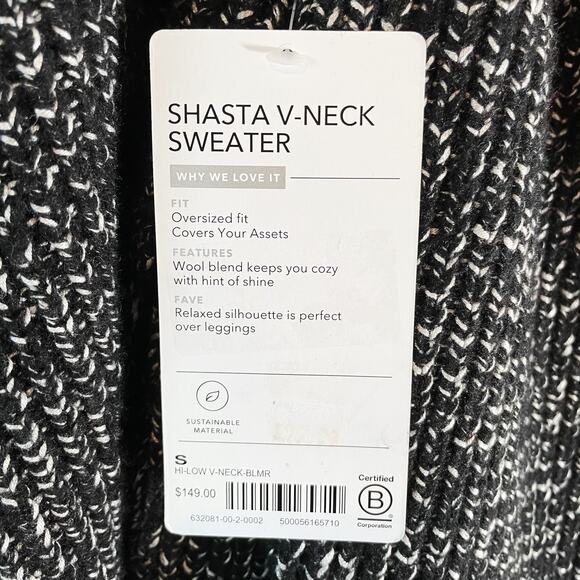 SHASTA V-NECK
SWEATER
WHY WE LOVE IT
FIT
Oversized fit
Covers Your Assets
FEATURES
Wool blend keeps you cozy
with hint of shine
FAVE
Relaxed silhouette is perfect
over leggings
SUSTAINABLE
MATERIAL
S
HI-LOW V-NECK-BLMR
$149.00
632081-00-2-0002 500056165710
Certified
B
®
Corporation